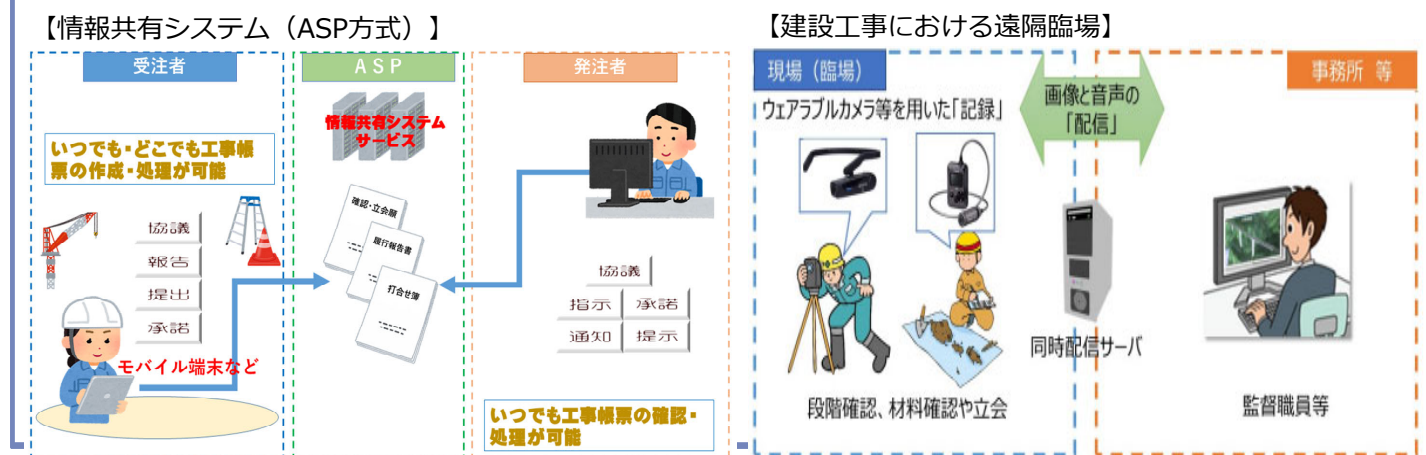 【情報共有システム(ASP方式)】
受注者
ASP
発注者
情報共有システム
サービス
いつでも・どこでも工事帳
票の作成・処理が可能
確認・立会願
履行報告書
打合せ簿
協議
報告
提出
承諾
モバイル端末など
協議
指示
承諾
通知
提示
いつでも工事帳票の確認・
処理が可能
【建設工事における遠隔臨場】
現場(臨場)
事務所 等
ウェアラブルカメラ等を用いた「記録」
画像と音声の
「配信」
同時配信サーバ
段階確認、材料確認や立会
監督職員等